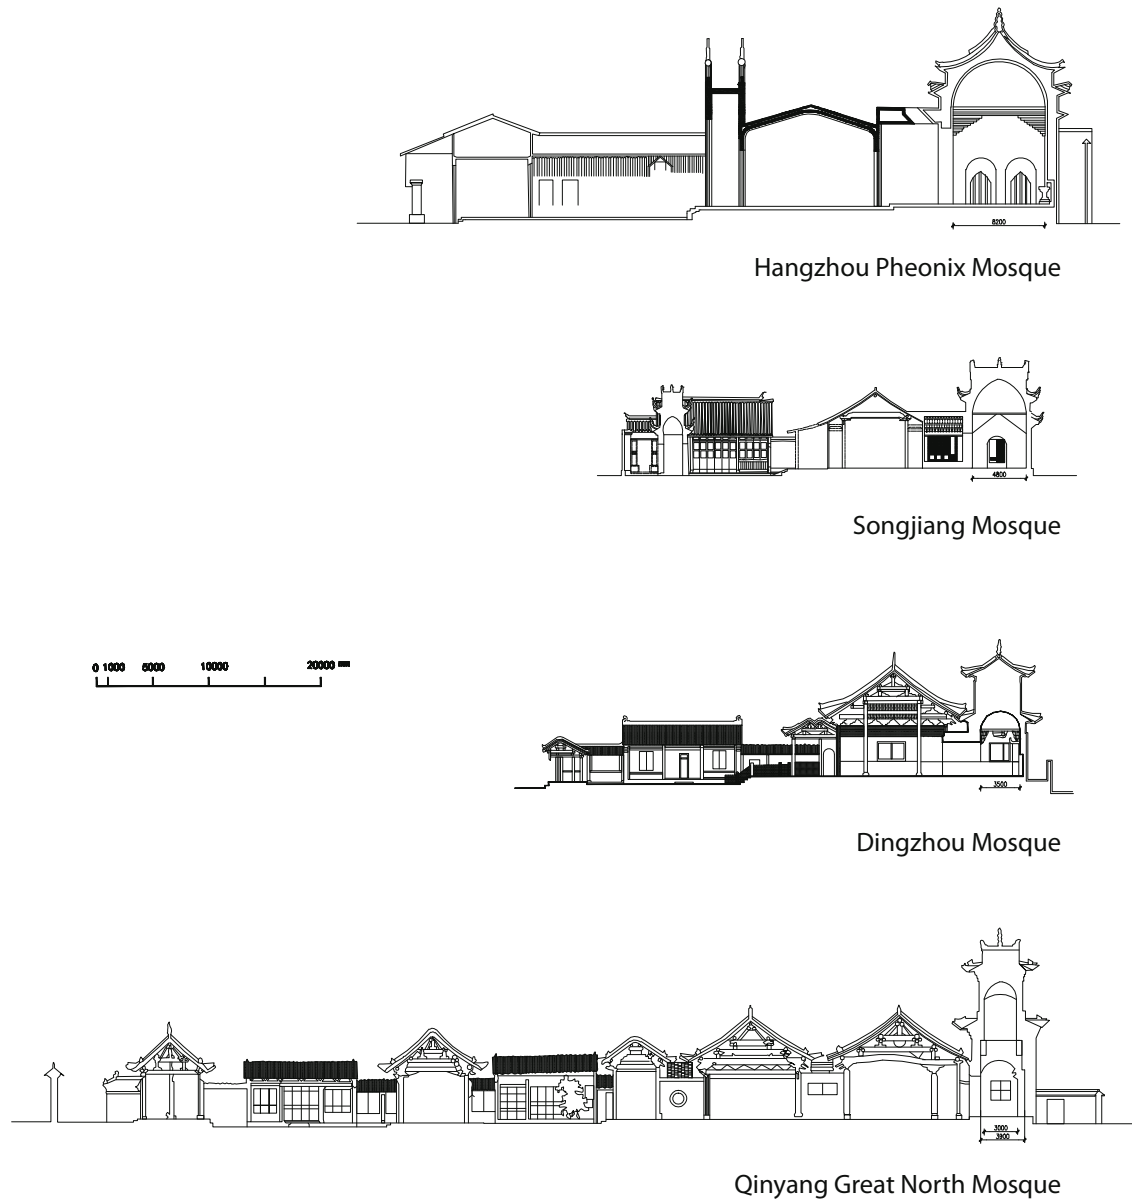 8200
Hangzhou Pheonix Mosque
4800
Songjiang Mosque
0 1000 5000 10000 20000 mm
3500
Dingzhou Mosque
3000
3900
Qinyang Great North Mosque